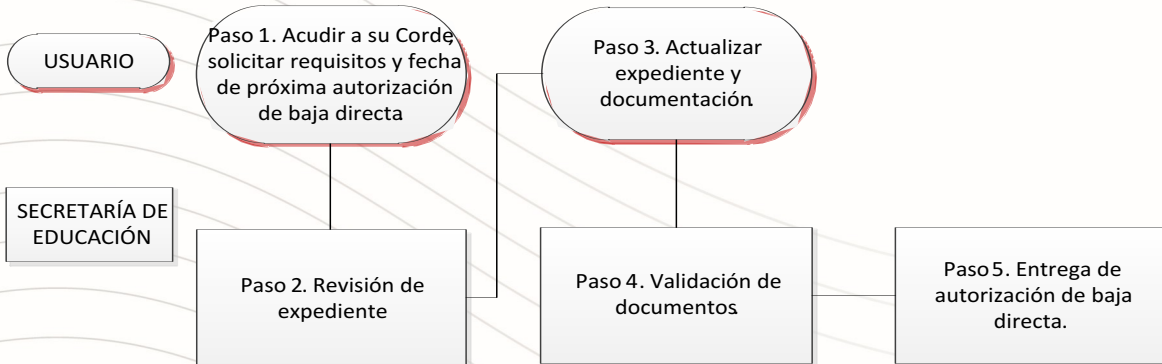 USUARIO
Paso 1. Acudir a su Corde,
solicitar requisitos y fecha
de próxima autorización
de baja directa.
Paso 3. Actualizar
expediente y
documentación.
SECRETARÍA DE
EDUCACIÓN
Paso 2. Revisión de
expediente
Paso 4. Validación de
documentos.
Paso 5. Entrega de
autorización de baja
directa.